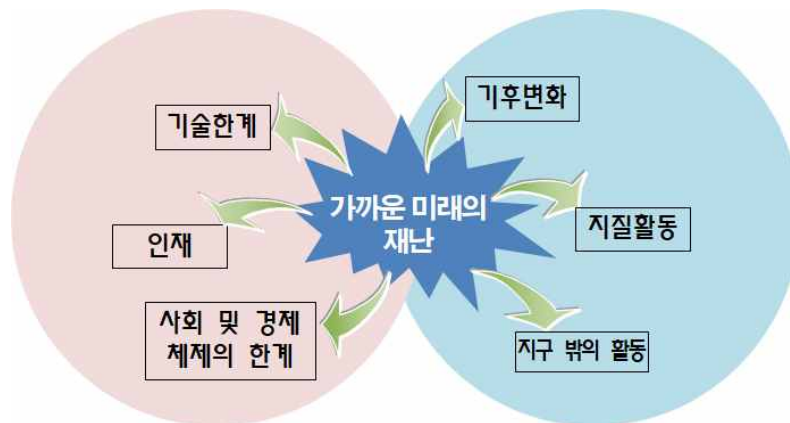 기후변화
기술한계
가까운 미래의
재난
지질활동
인재
사회 및 경제
체제의 한계
지구 밖의 활동